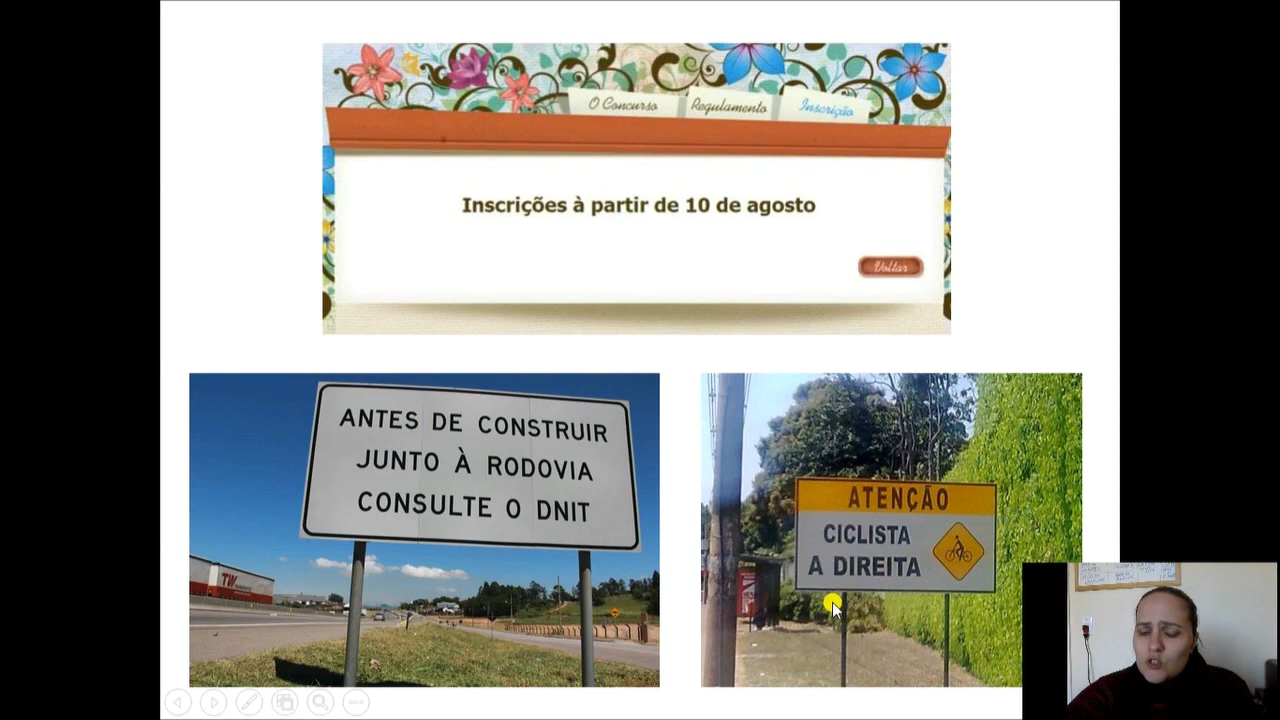 O Concurso
Regulamento
Inscrição
Inscrições à partir de 10 de agosto
Voltar
ANTES DE CONSTRUIR
JUNTO À RODOVIA
CONSULTE O DNIT
TW
ATENÇÃO
CICLISTA
A DIREITA